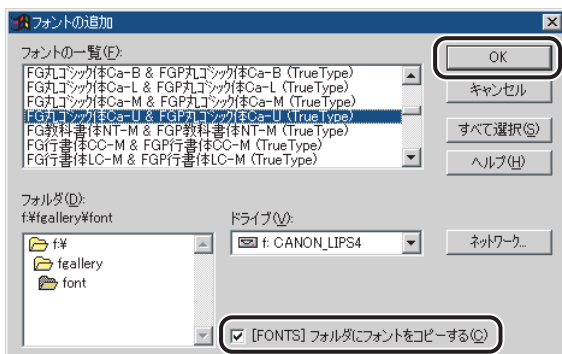 フォントの追加
フォントの一覧(F):
OK
FG丸ゴシック体Ca-B & FGP丸ゴシック体Ca-B (TrueType)
FG丸ゴシック体Ca-L & FGP丸ゴシック体Ca-L (TrueType)
キャンセル
FG丸ゴシック体Ca-M & FGP丸ゴシック体Ca-M (TrueType)
FG丸ゴシック体Ca-U & FGP丸ゴシック体Ca-U (TrueType)
すべて選択(S)
FG教科書体NT-M & FGP教科書体NT-M (TrueType)
FG行書体CC-M & FGP行書体CC-M (TrueType)
FG行書体LC-M & FGP行書体LC-M (TrueType)
ヘルプ(H)
フォルダ(D):
f:¥fgallery¥font
ドライブ(V):
f:¥
f: CANON_LIPS4
ネットワーク...
fgallery
font
[FONTS] フォルダにフォントをコピーする(C)